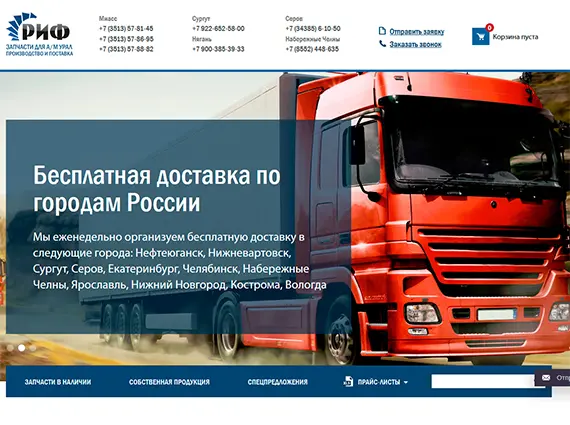 РИФ
ЗАПЧАСТИ ДЛЯ А/М УРАЛ
ПРОИЗВОДСТВО И ПОСТАВКА
Миасс
+7 (3513) 57-81-45
+7 (3513) 57-86-95
+7 (3513) 57-88-82
Сургут
+7 922-652-58-00
Нягань
+7 900-385-39-33
Серов
+7 (34385) 6-10-50
Набережные Челны
+7 (8552) 448-635
Отправить заявку
Заказать звонок
0
Корзина пуста
Бесплатная доставка по
городам России
Мы еженедельно организуем бесплатную доставку в
следующие города: Нефтеюганск, Нижневартовск,
Сургут, Серов, Екатеринбург, Челябинск, Набережные
Челны, Ярославль, Нижний Новгород, Кострома, Вологда
ЗАПЧАСТИ В НАЛИЧИИ
СОБСТВЕННАЯ ПРОДУКЦИЯ
СПЕЦПРЕДЛОЖЕНИЯ
ПРАЙС-ЛИСТЫ
Отп